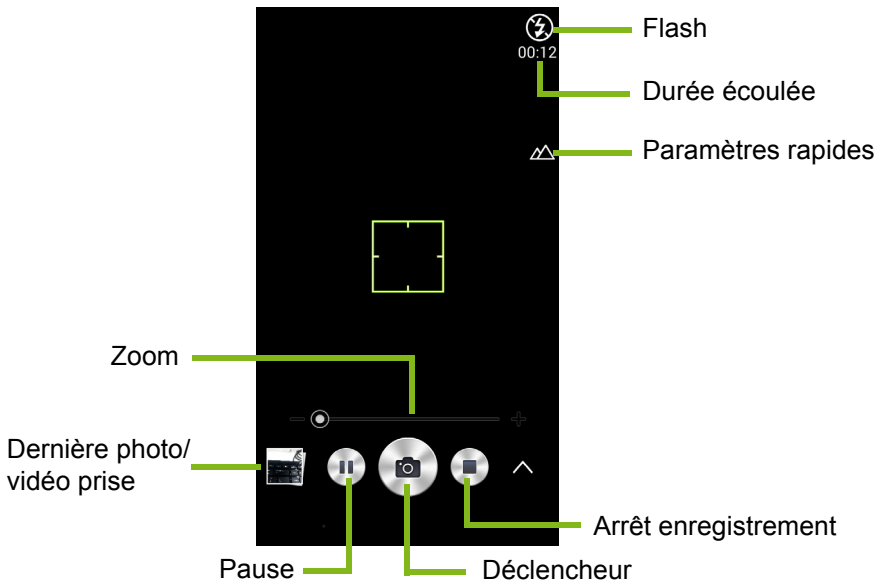 Flash
00:12
Durée écoulée
Paramètres rapides
Zoom
Dernière photo/
vidéo prise
Arrêt enregistrement
Pause
Déclencheur